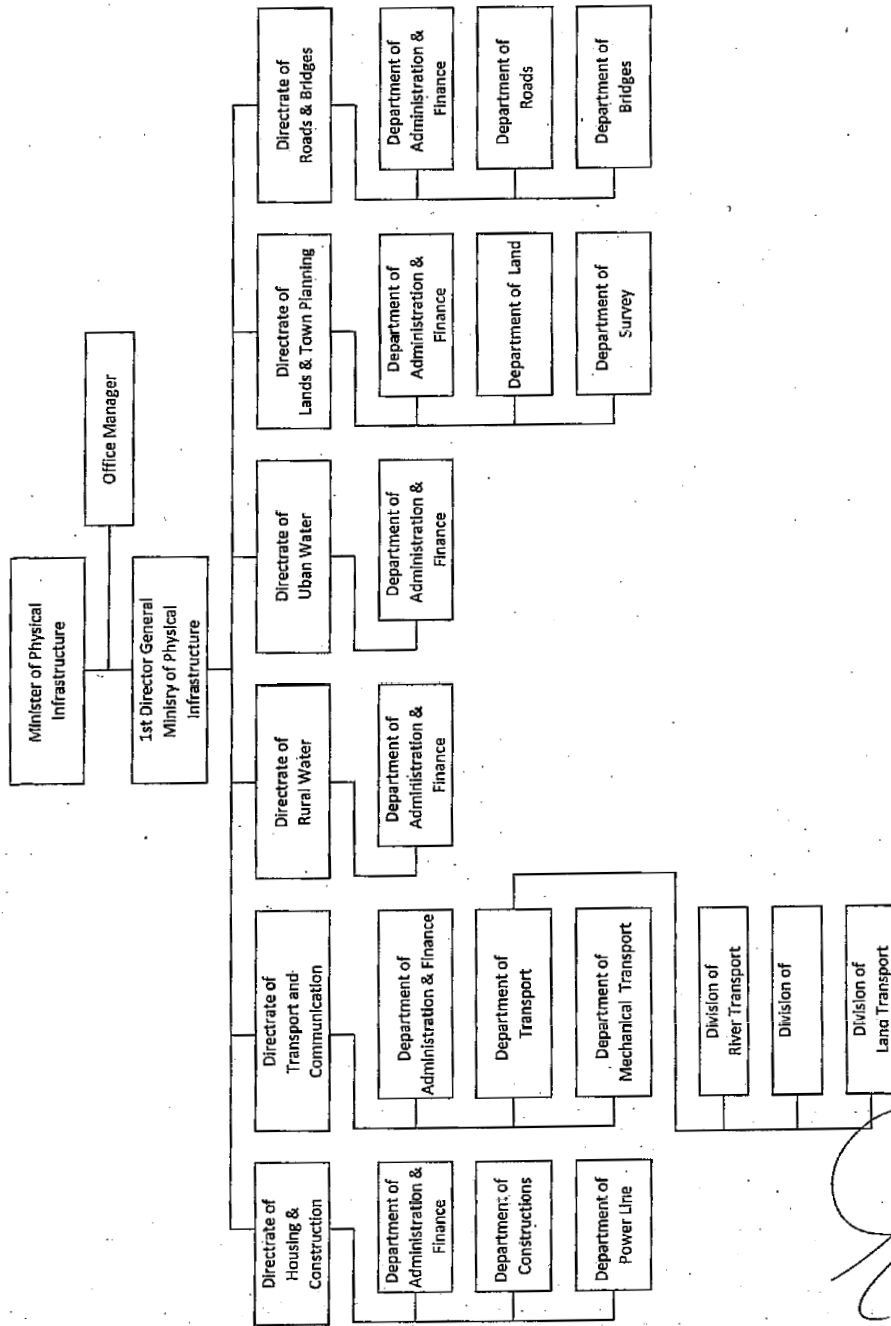 Minister of Physical
Infrastructure
Office Manager
1st Director General
Minisry of Physical
Infrastructure
Directrate of
Housing &
Construction
Department of
Administration &
Finance
Department of
Constructions
Department of
Power Line
Directrate of
Transport and
Communication
Department of
Administration & Finance
Department of
Transport
Department of
Mechanical Transport
Division of
River Transport
Division of
Division of
Land Transport
Directrate of
Rural Water
Department of
Administration &
Finance
Directrate of
Uban Water
Department of
Administration &
Finance
Directrate of
Lands & Town Planning
Department of
Administration &
Finance
Department of Land
Department of
Survey
Directrate of
Roads & Bridges
Department of
Administration &
Finance
Department of
Roads
Department of
Bridges